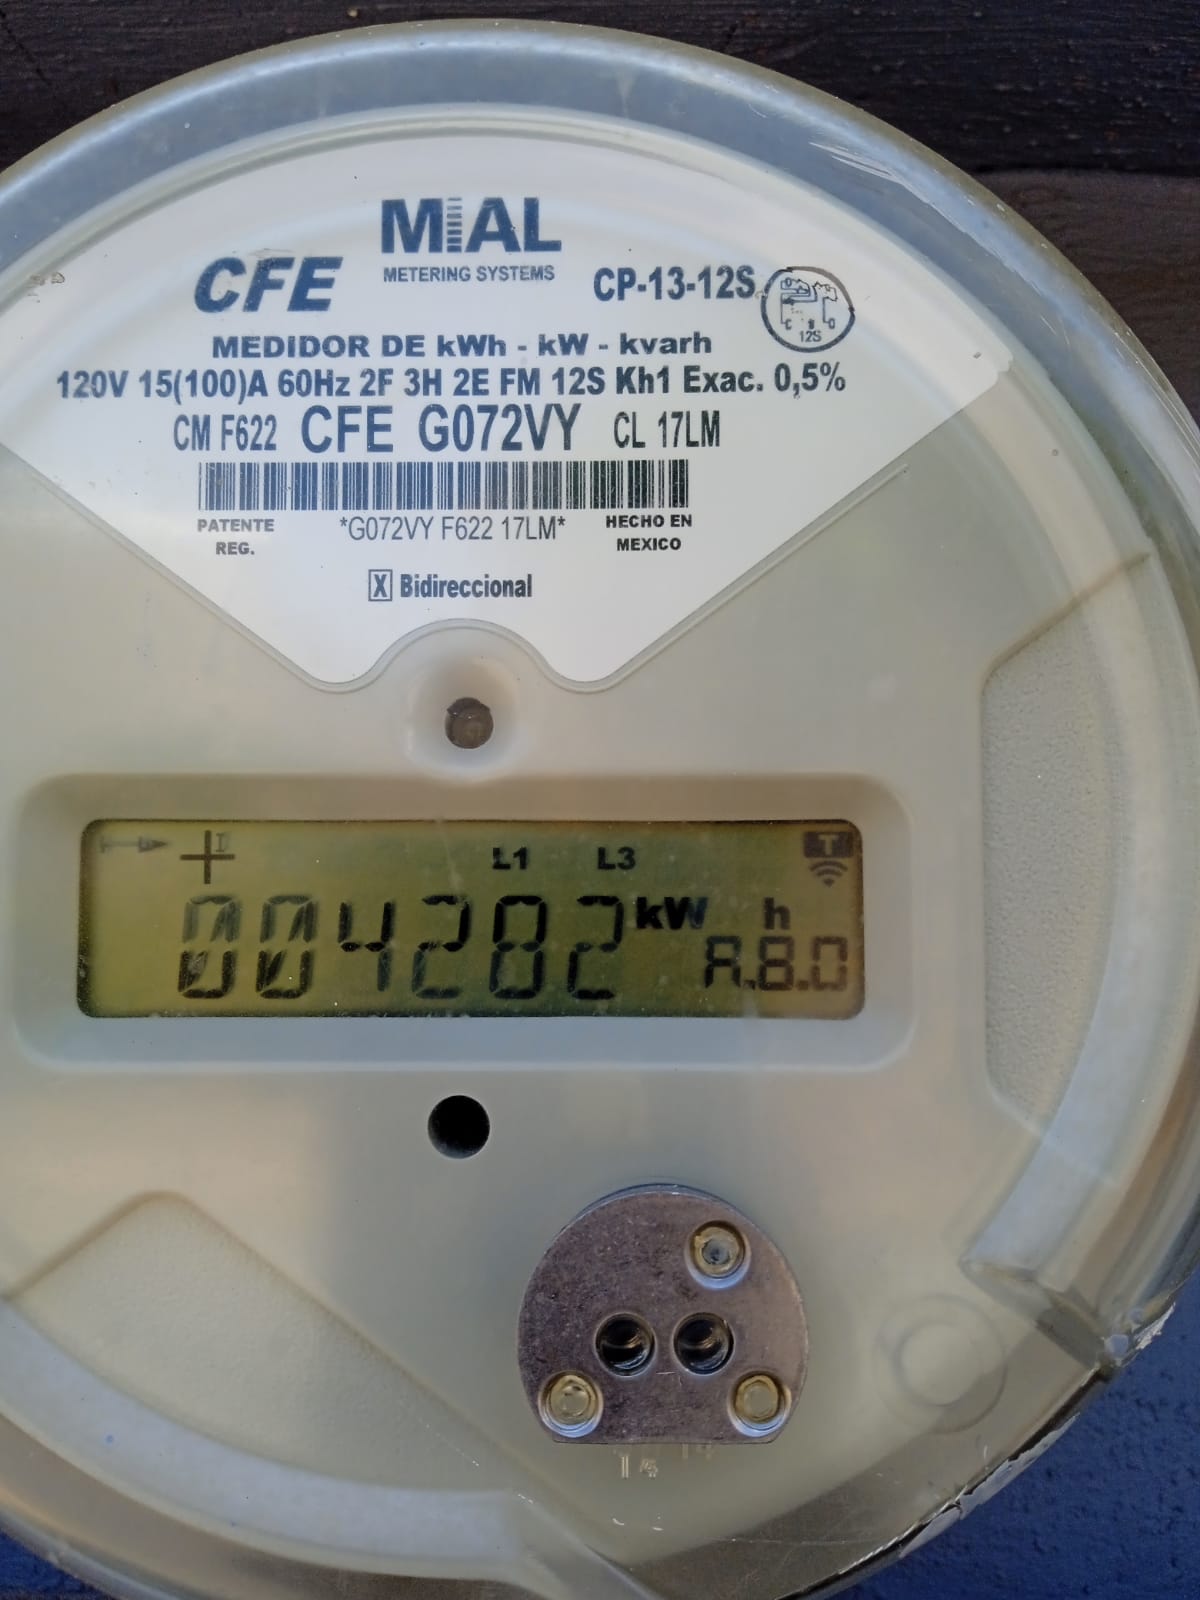 MIAL
METERING SYSTEMS
CFE
CP-13-12S
12S
MEDIDOR DE kWh - kW - kvarh
120V 15(100)A 60Hz 2F 3H 2E FM 12S Kh1 Exac. 0,5%
CM F622 CFE G072VY CL 17LM
PATENTE REG.
*G072VY F622 17LM*
HECHO EN MEXICO
X Bidireccional
L1 L3 T
004282 kW h
A.8.0